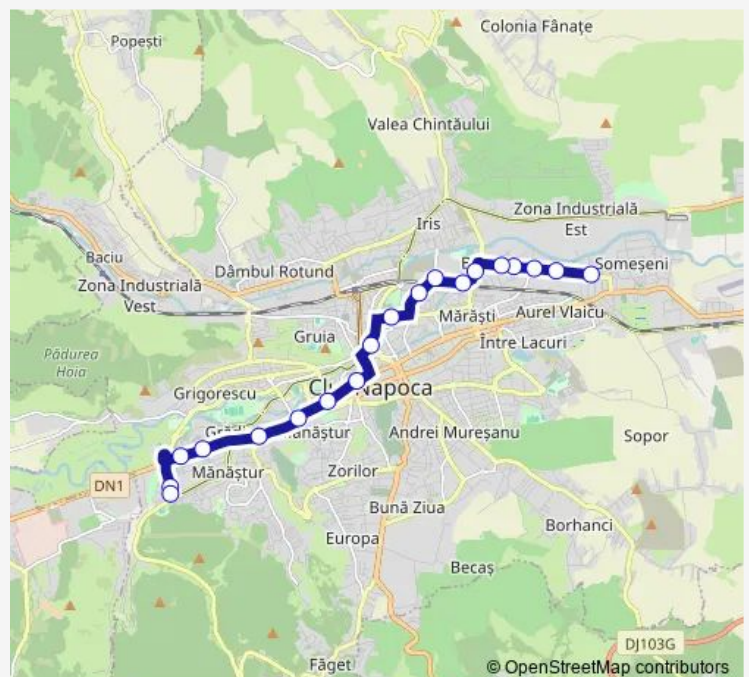 Colonia Fânațe
Popești
Valea Chintăului
Zona Industrială
Est
Iris
Baciu
Dâmbul Rotund
Someșeni
Zona Industrială
Vest
Mărăști
Aurel Vlaicu
Gruia
Între Lacuri
Pădurea
Hoia
Grigorescu
Napoca
Andrei Mureșanu
Sopor
Mănăștur
Zorilor
DN1
Bună Ziua
Borhanci
Europa
Becaș
DJ103G
Făget
© OpenStreetMap contributors